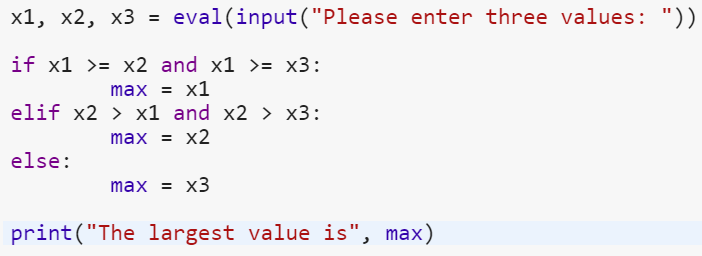 x1, x2, x3 = eval(input("Please enter three values: "))
if x1 >= x2 and x1 >= x3:
        max = x1
elif x2 > x1 and x2 > x3:
        max = x2
else:
        max = x3
print("The largest value is", max)